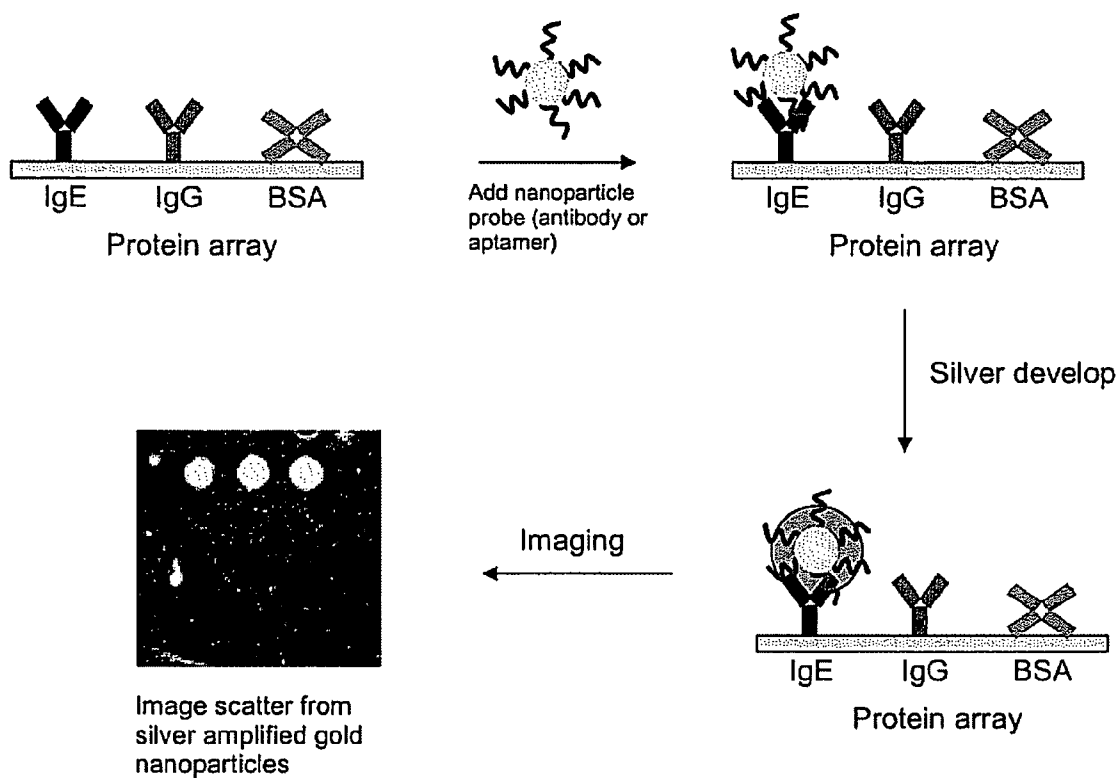 IgE IgG BSA
Protein array
Add nanoparticle
probe (antibody or
aptamer)
IgE IgG BSA
Protein array
Silver develop
IgE IgG BSA
Protein array
Imaging
Image scatter from
silver amplified gold
nanoparticles